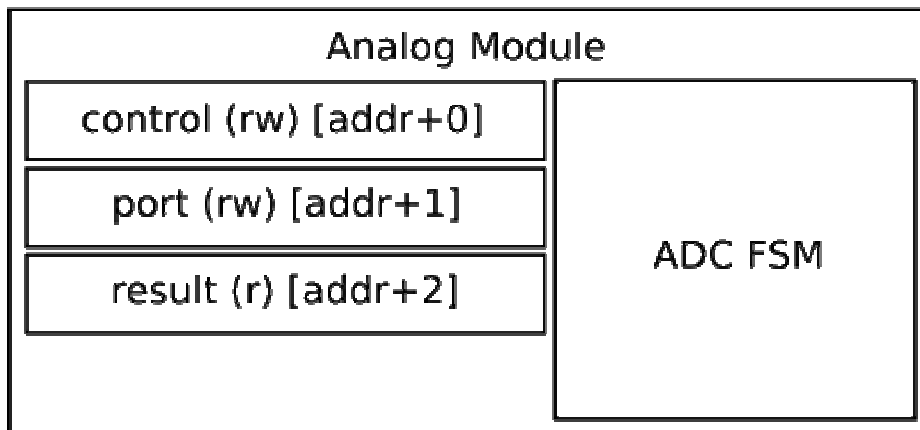 Analog Module
control (rw) [addr+0]
port (rw) [addr+1]
result (r) [addr+2]
ADC FSM